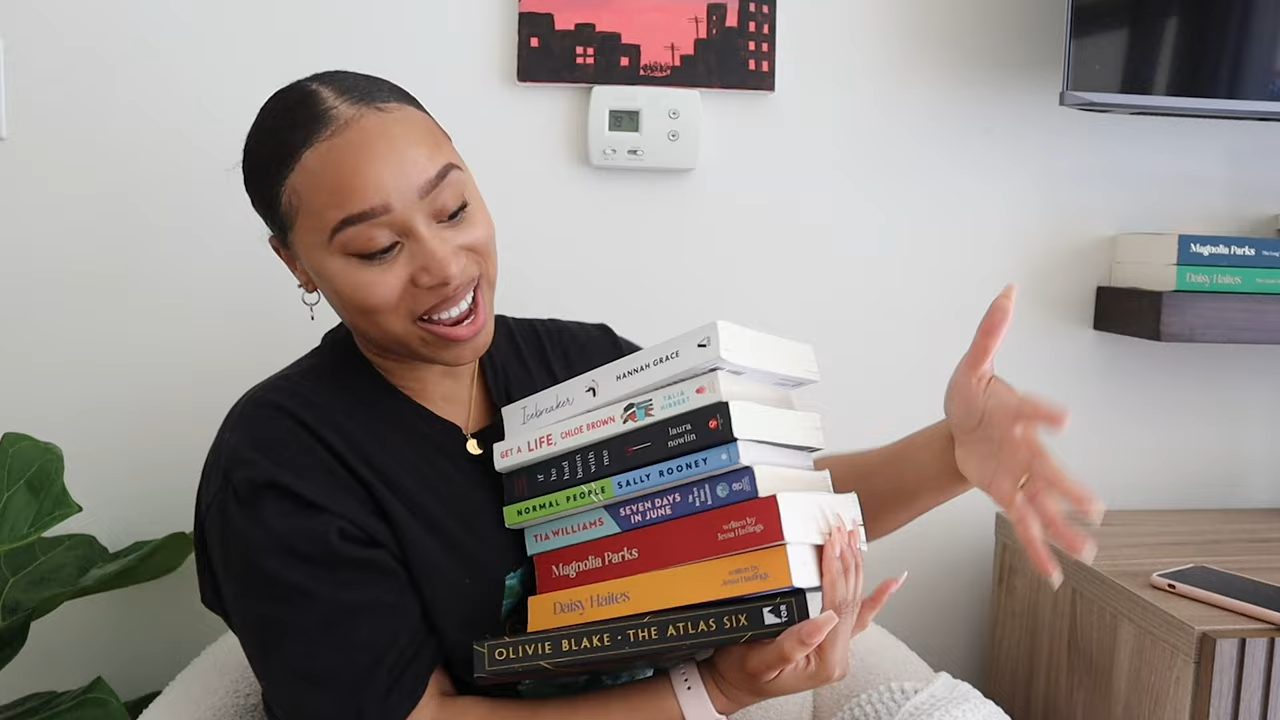 Icebreaker HANNAH GRACE
GET A LIFE, CHLOE BROWN TALIA
HIBBERT
if he had been with me laura
nowlin
NORMAL PEOPLE SALLY ROONEY
TIA WILLIAMS SEVEN DAYS
IN JUNE
Magnolia Parks written by
Jessa Hastings
Daisy Haites written by
Jessa Hastings
OLIVIE BLAKE · THE ATLAS SIX TOR
Magnolia Parks
Daisy Haites